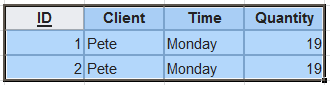 ID Client Time Quantity
1 Pete Monday 19
2 Pete Monday 19